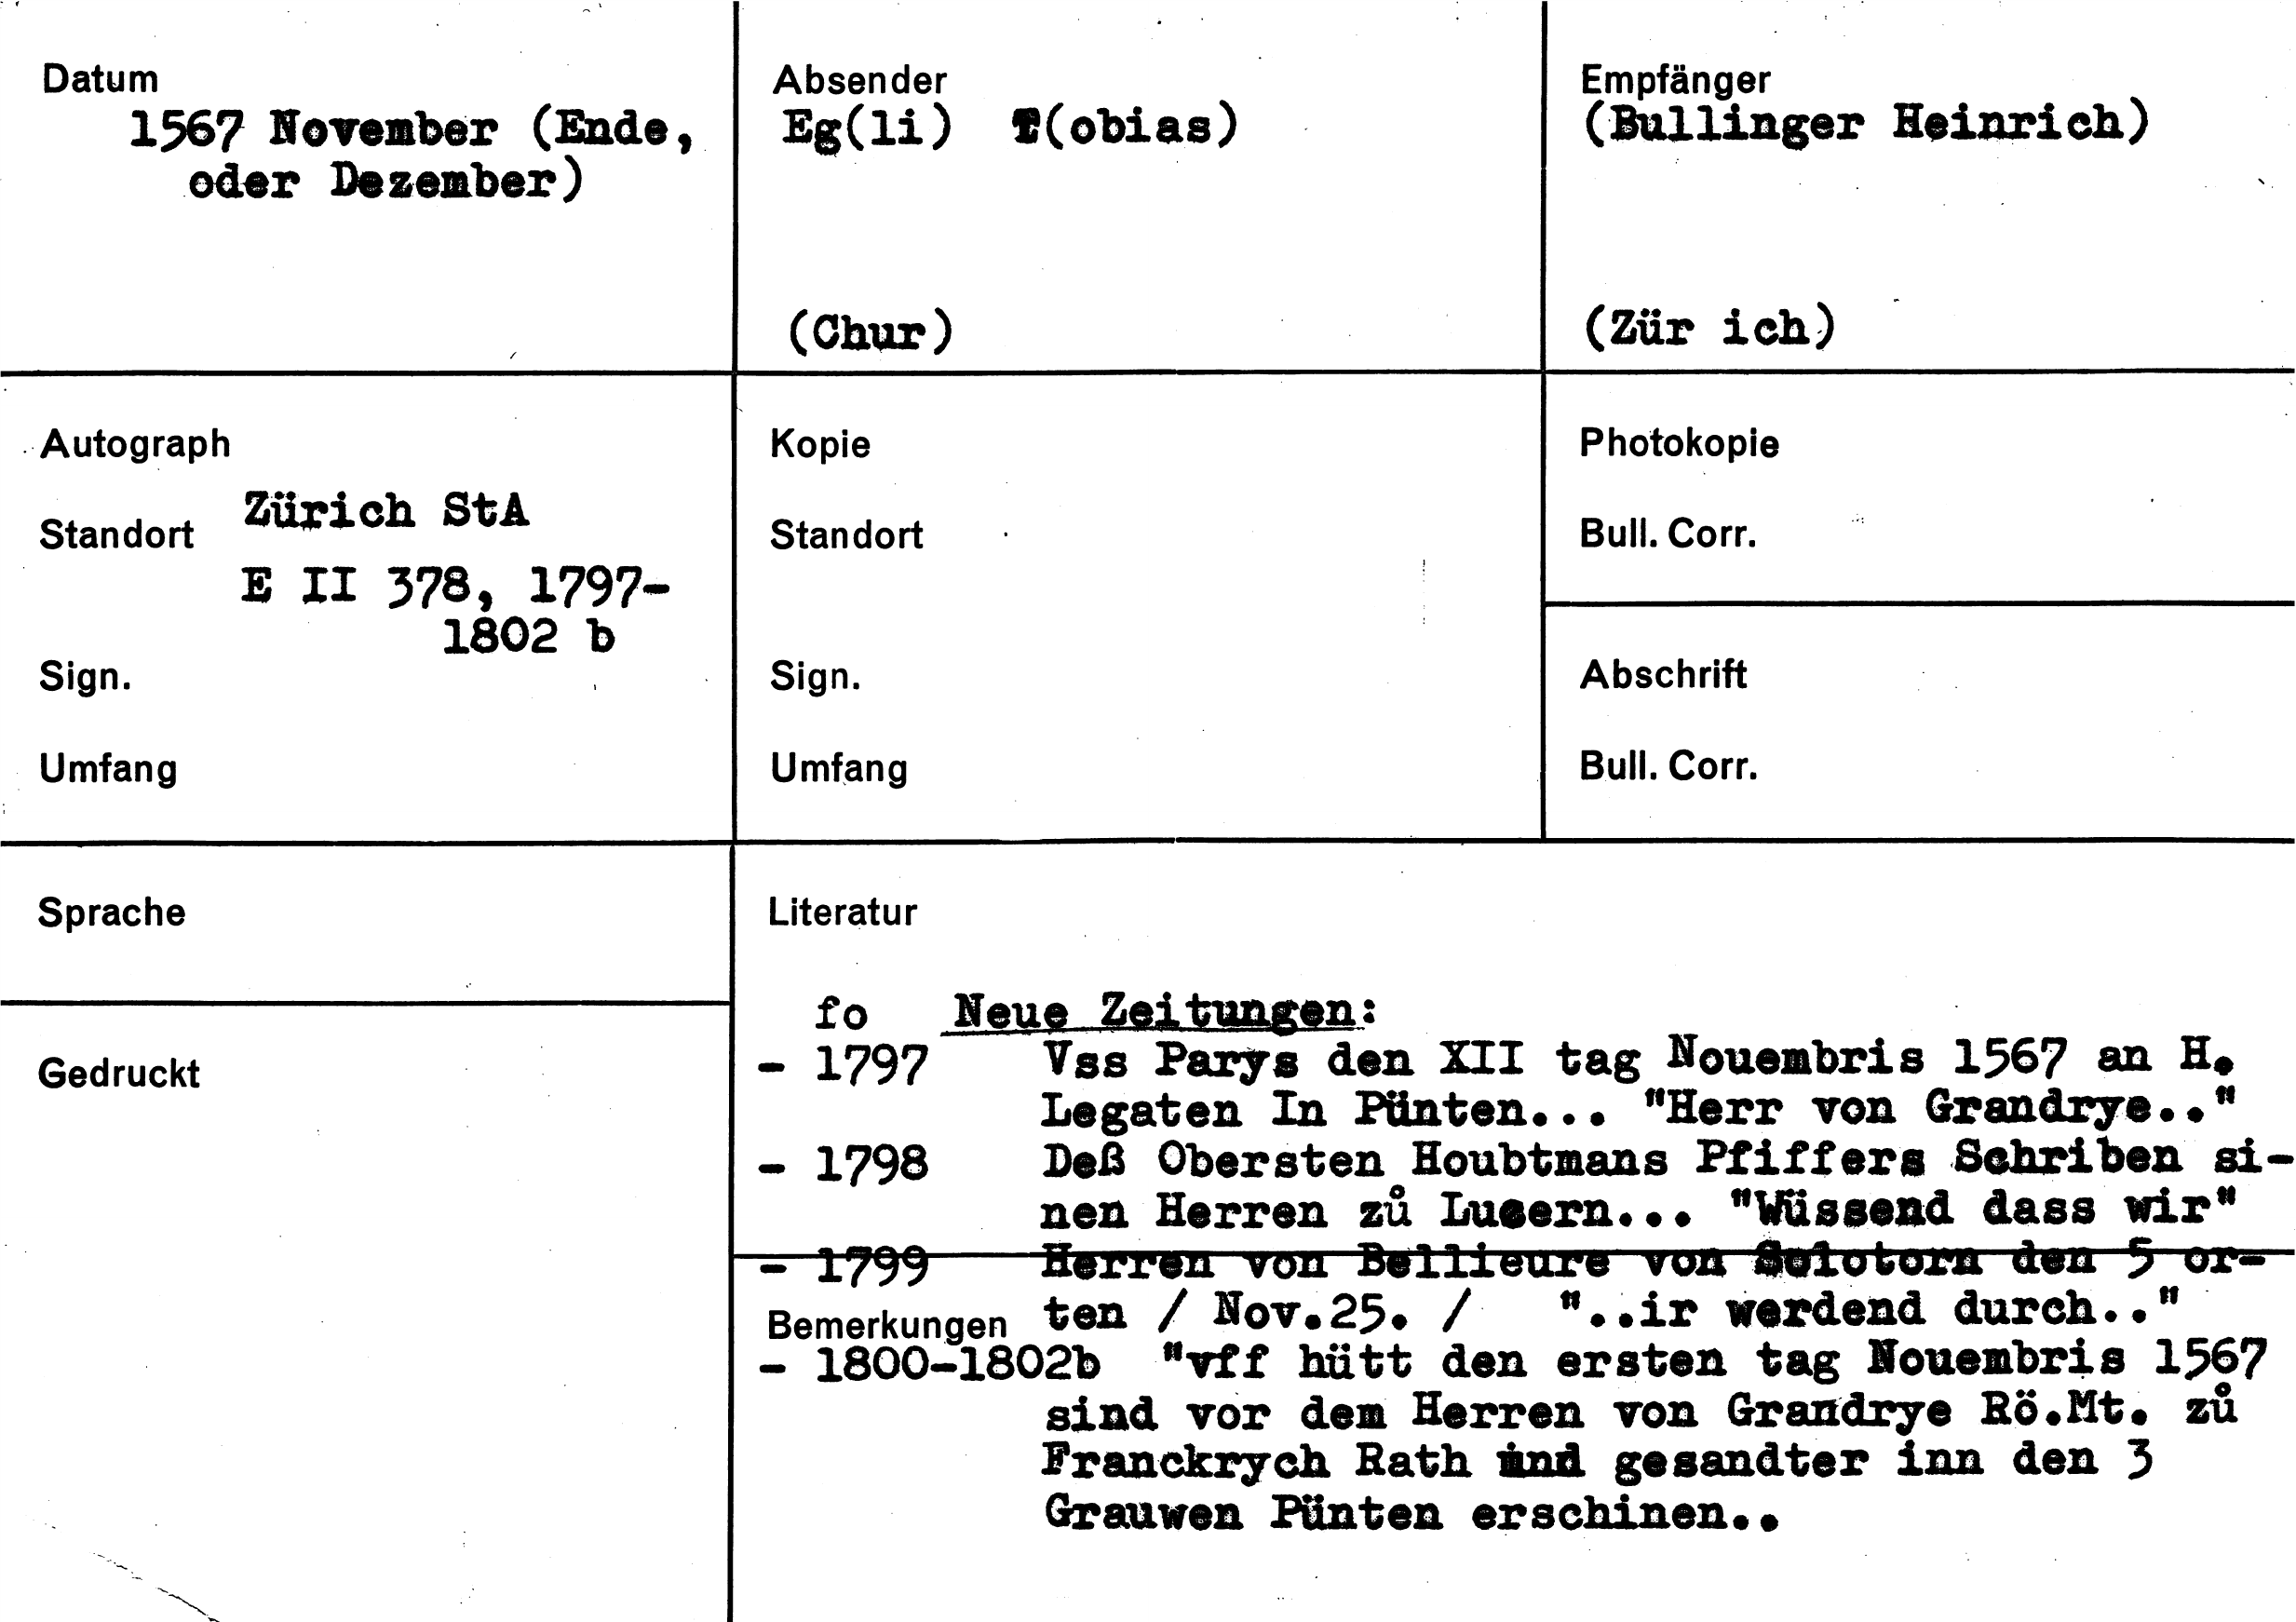 Datum
1567 November (Ende,
oder Dezember)
Absender
Eg(li) T(obias)
(Chur)
Empfänger
(Bullinger Heinrich)
(Zür ich)
Autograph
Standort Zürich StA
E II 378, 1797-
1802 b
Sign.
Umfang
Kopie
Standort
Sign.
Umfang
Photokopie
Bull. Corr.
Abschrift
Bull. Corr.
Sprache
Gedruckt
Literatur
fo Neue Zeitungen:
- 1797 Vss Parys den XII tag Nouembris 1567 an H.
Legaten In Pünten... "Herr von Grandrye.."
- 1798 Deß Obersten Houbtmans Pfiffers Schriben si-
nen Herren zů Lucern... "Wüssend dass wir"
- 1799 Herren von Bellieure von Solotorn den 5 or-
ten / Nov.25. / "..ir werdend durch.."
Bemerkungen
- 1800-1802b "vff hütt den ersten tag Nouembris 1567
sind vor dem Herren von Grandrye Rö.Mt. zů
Franckrych Rath und gesandter inn den 3
Grauwen Pünten erschinen..